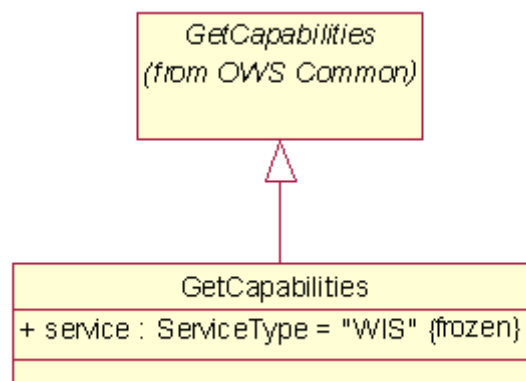 GetCapabilities
(from OWS Common)
GetCapabilities
+ service : ServiceType = "WIS" {frozen}